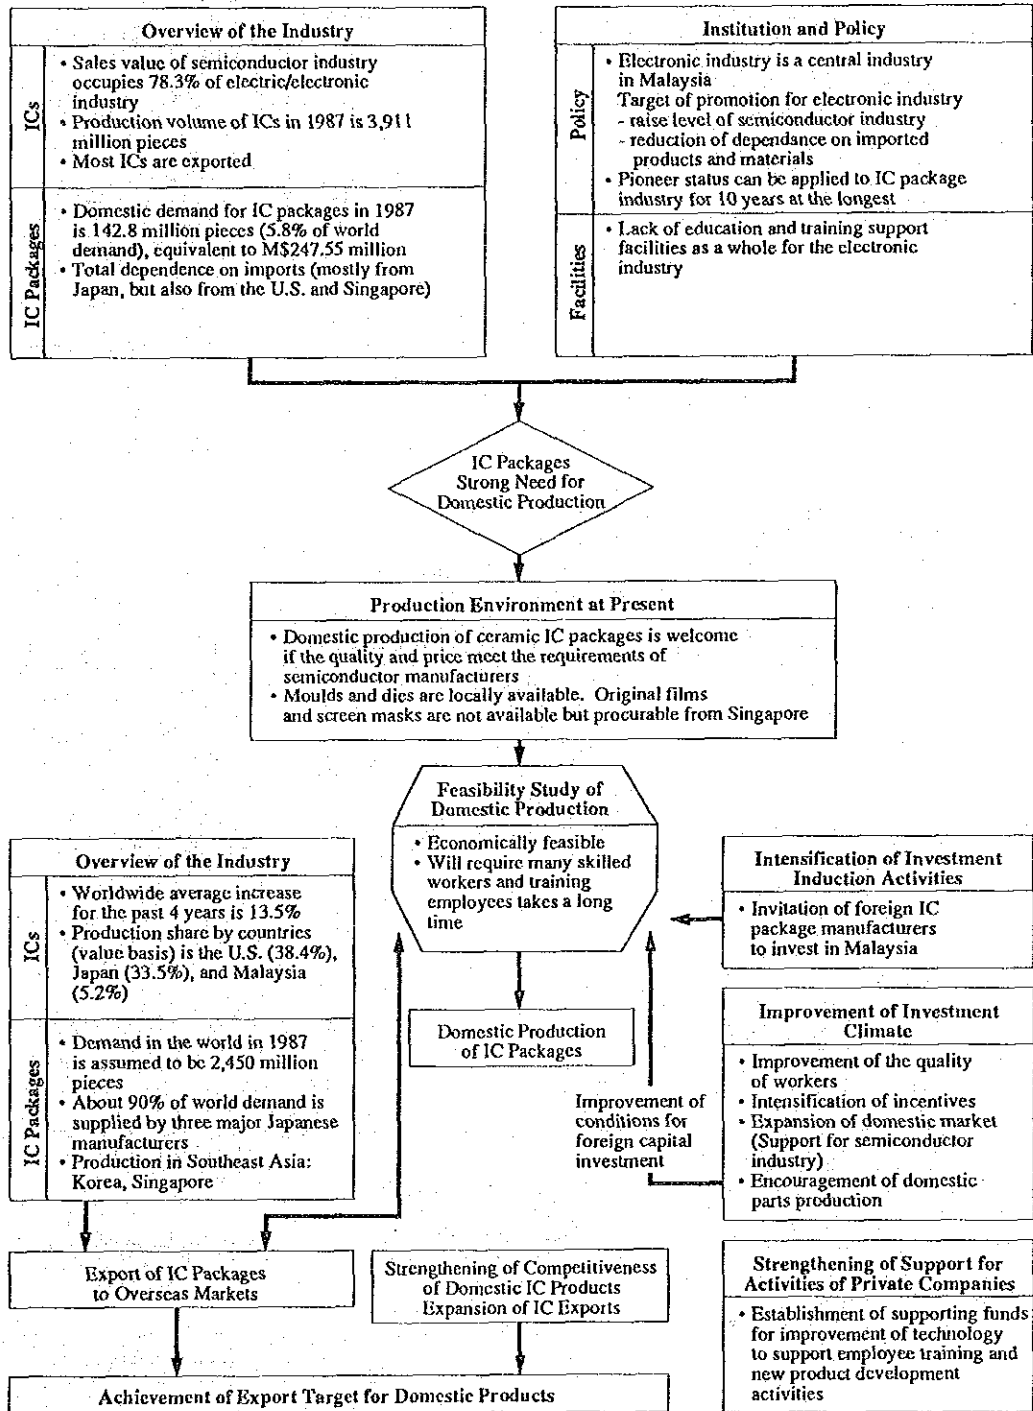 Overview of the Industry
ICs
• Sales value of semiconductor industry
occupies 78.3% of electric/electronic
industry
• Production volume of ICs in 1987 is 3,911
million pieces
• Most ICs are exported
IC Packages
• Domestic demand for IC packages in 1987
is 142.8 million pieces (5.8% of world
demand), equivalent to M$247.55 million
• Total dependence on imports (mostly from
Japan, but also from the U.S. and Singapore)
Institution and Policy
Policy
• Electronic industry is a central industry
in Malaysia
Target of promotion for electronic industry
- raise level of semiconductor industry
- reduction of dependance on imported
products and materials
• Pioneer status can be applied to IC package
industry for 10 years at the longest
Facilities
• Lack of education and training support
facilities as a whole for the electronic
industry
IC Packages
Strong Need for
Domestic Production
Production Environment at Present
• Domestic production of ceramic IC packages is welcome
if the quality and price meet the requirements of
semiconductor manufacturers
• Moulds and dies are locally available. Original films
and screen masks are not available but procurable from Singapore
Feasibility Study of
Domestic Production
• Economically feasible
• Will require many skilled
workers and training
employees takes a long
time
Overview of the Industry
ICs
• Worldwide average increase
for the past 4 years is 13.5%
• Production share by countries
(value basis) is the U.S. (38.4%),
Japan (33.5%), and Malaysia
(5.2%)
IC Packages
• Demand in the world in 1987
is assumed to be 2,450 million
pieces
• About 90% of world demand is
supplied by three major Japanese
manufacturers
• Production in Southeast Asia:
Korea, Singapore
Intensification of Investment
Induction Activities
• Invitation of foreign IC
package manufacturers
to invest in Malaysia
Domestic Production
of IC Packages
Improvement of
conditions for
foreign capital
investment
Improvement of Investment
Climate
• Improvement of the quality
of workers
• Intensification of incentives
• Expansion of domestic market
(Support for semiconductor
industry)
• Encouragement of domestic
parts production
Export of IC Packages
to Overseas Markets
Strengthening of Competitiveness
of Domestic IC Products
Expansion of IC Exports
Strengthening of Support for
Activities of Private Companies
• Establishment of supporting funds
for improvement of technology
to support employee training and
new product development
activities
Achievement of Export Target for Domestic Products